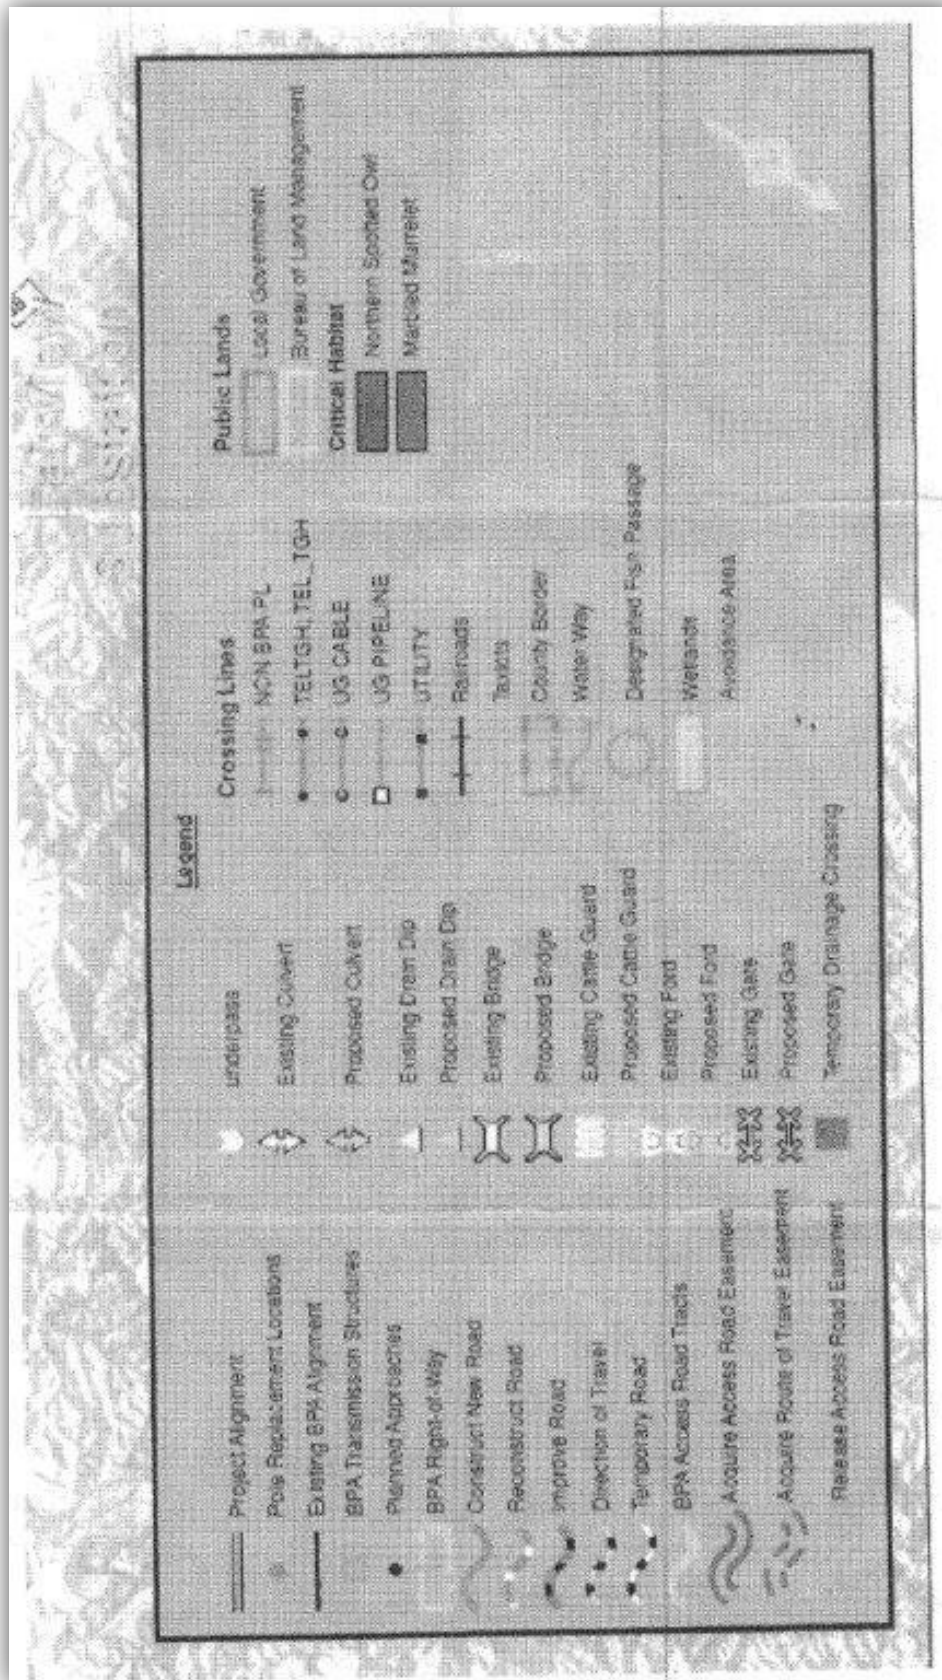 Legend
Project Alignment
Pole Replacement Locations
Existing BPA Alignment
BPA Transmission Structures
Planned Approaches
BPA Right-of-Way
Construct New Road
Reconstruct Road
Improve Road
Direction of Travel
Temporary Road
BPA Access Road Tracts
Acquire Access Road Easement
Acquire Route of Travel Easement
Release Access Road Easement
underpass
Existing Culvert
Proposed Culvert
Existing Drain Dip
Proposed Drain Dip
Existing Bridge
Proposed Bridge
Existing Cattle Guard
Proposed Cattle Guard
Existing Ford
Proposed Ford
Existing Gate
Proposed Gate
Temporary Drainage Crossing
Crossing Lines
NON BPA PL
TELTGH, TEL_TGH
UG CABLE
UG PIPELINE
UTILITY
Railroads
Taxlots
County Border
Water Way
Designated Fish Passage
Wetlands
Avoidance Area
Public Lands
Local Government
Bureau of Land Management
Critical Habitat
Northern Spotted Owl
Marbled Murrelet